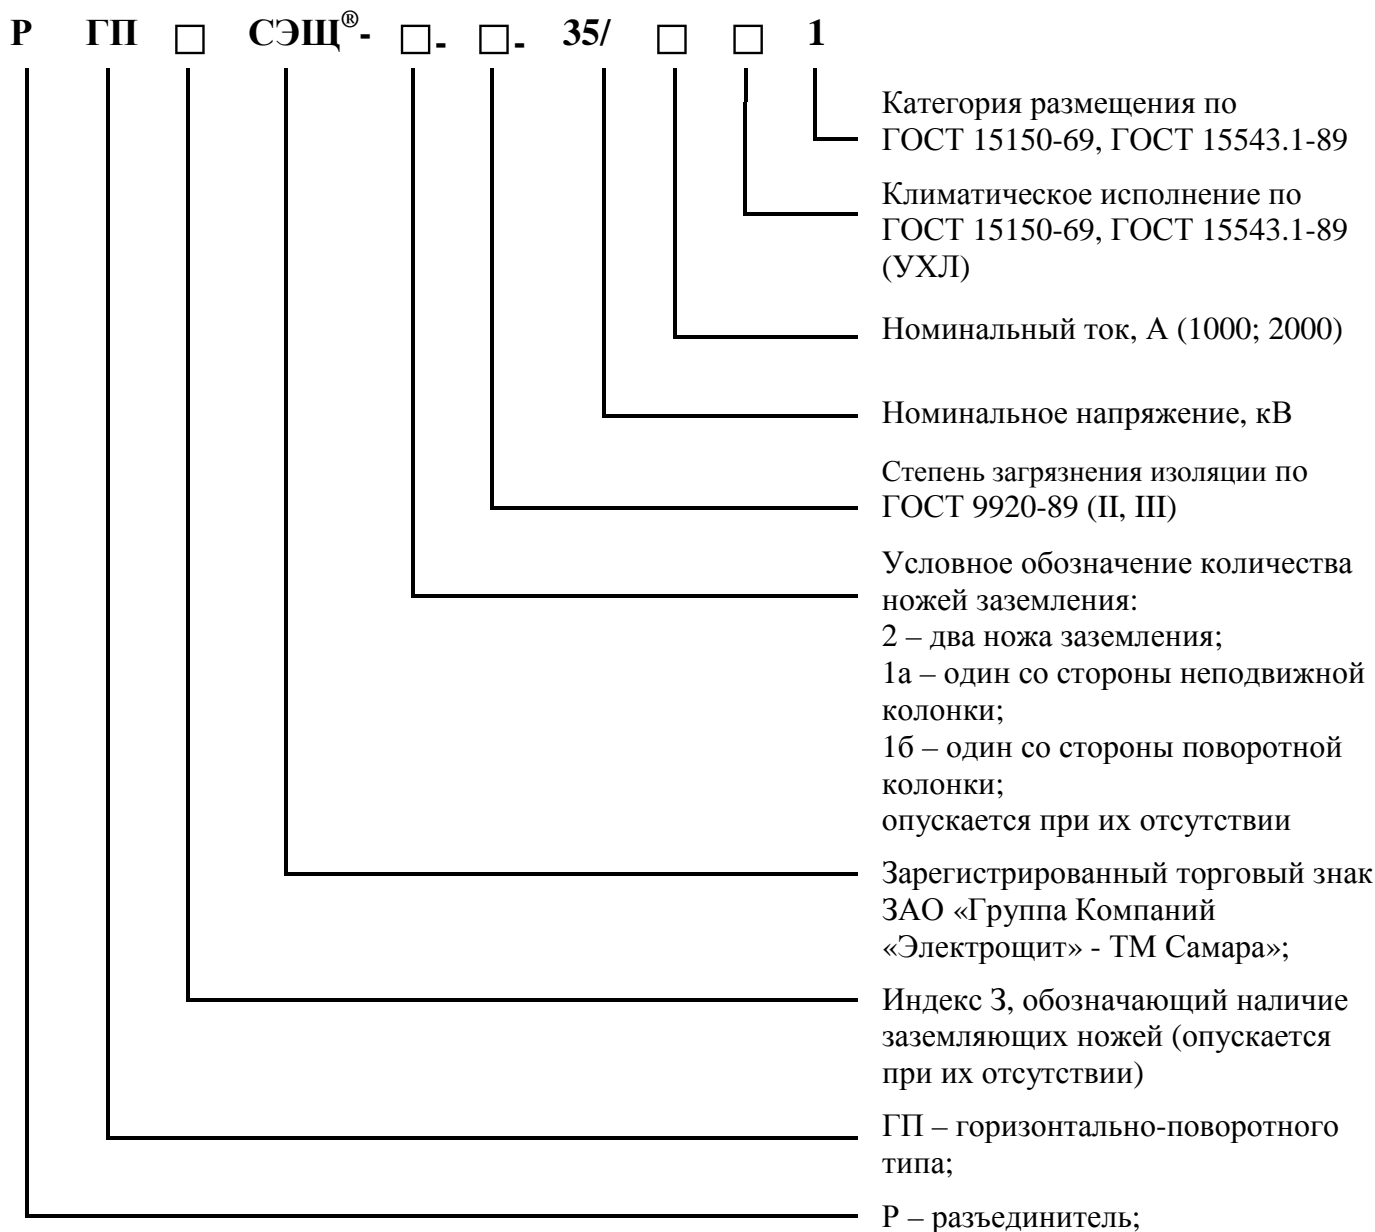 Р ГП □ СЭЩ®- □- □- 35/ □ □ 1
Категория размещения по
ГОСТ 15150-69, ГОСТ 15543.1-89
Климатическое исполнение по
ГОСТ 15150-69, ГОСТ 15543.1-89
(УХЛ)
Номинальный ток, А (1000; 2000)
Номинальное напряжение, кВ
Степень загрязнения изоляции по
ГОСТ 9920-89 (II, III)
Условное обозначение количества
ножей заземления:
2 – два ножа заземления;
1а – один со стороны неподвижной
колонки;
1б – один со стороны поворотной
колонки;
опускается при их отсутствии
Зарегистрированный торговый знак
ЗАО «Группа Компаний
«Электрощит» - ТМ Самара»;
Индекс З, обозначающий наличие
заземляющих ножей (опускается
при их отсутствии)
ГП – горизонтально-поворотного
типа;
Р – разъединитель;